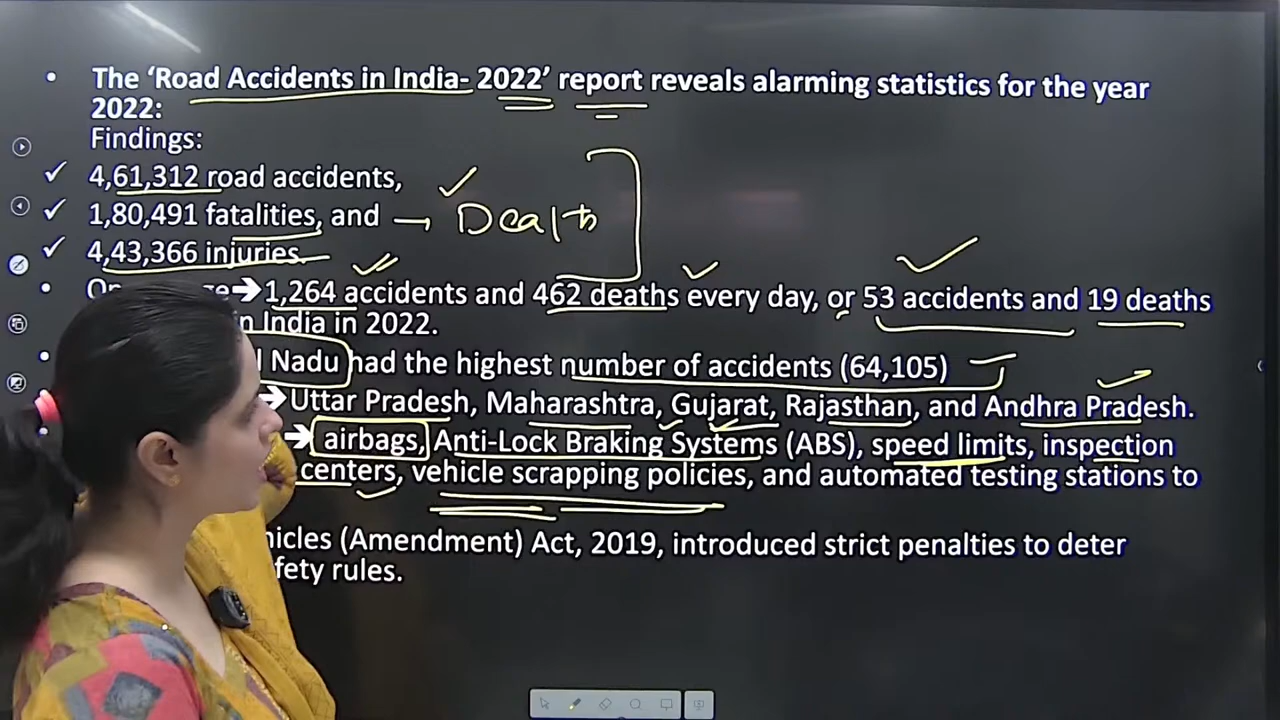 • The ‘Road Accidents in India- 2022’ report reveals alarming statistics for the year
2022:
Findings:
✓ 4,61,312 road accidents,
✓ 1,80,491 fatalities, and → Death
✓ 4,43,366 injuries.
• ➔1,264 accidents and 462 deaths every day, or 53 accidents and 19 deaths
in India in 2022.
• Nadu had the highest number of accidents (64,105)
➔Uttar Pradesh, Maharashtra, Gujarat, Rajasthan, and Andhra Pradesh.
➔ airbags, Anti-Lock Braking Systems (ABS), speed limits, inspection
centers, vehicle scrapping policies, and automated testing stations to
(Amendment) Act, 2019, introduced strict penalties to deter
rules.